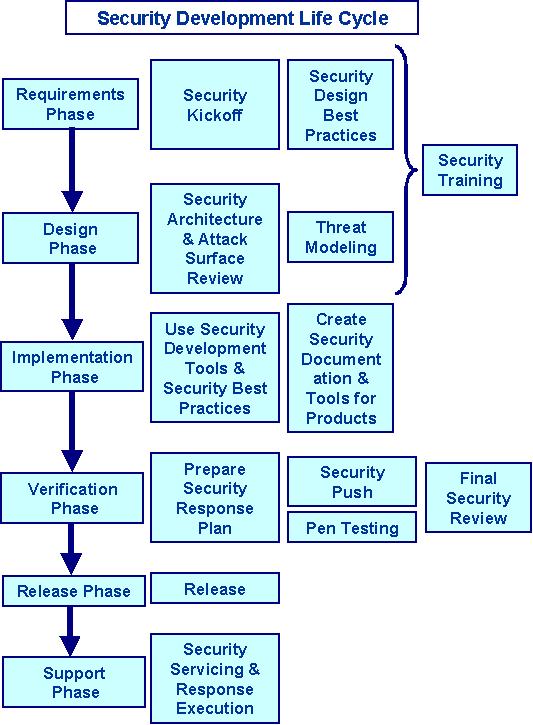 Security Development Life Cycle
Requirements
Phase
Security
Kickoff
Security
Design
Best
Practices
Security
Training
Design
Phase
Security
Architecture
& Attack
Surface
Review
Threat
Modeling
Implementation
Phase
Use Security
Development
Tools &
Security Best
Practices
Create
Security
Document
ation &
Tools for
Products
Verification
Phase
Prepare
Security
Response
Plan
Security
Push
Pen Testing
Final
Security
Review
Release Phase
Release
Support
Phase
Security
Servicing &
Response
Execution